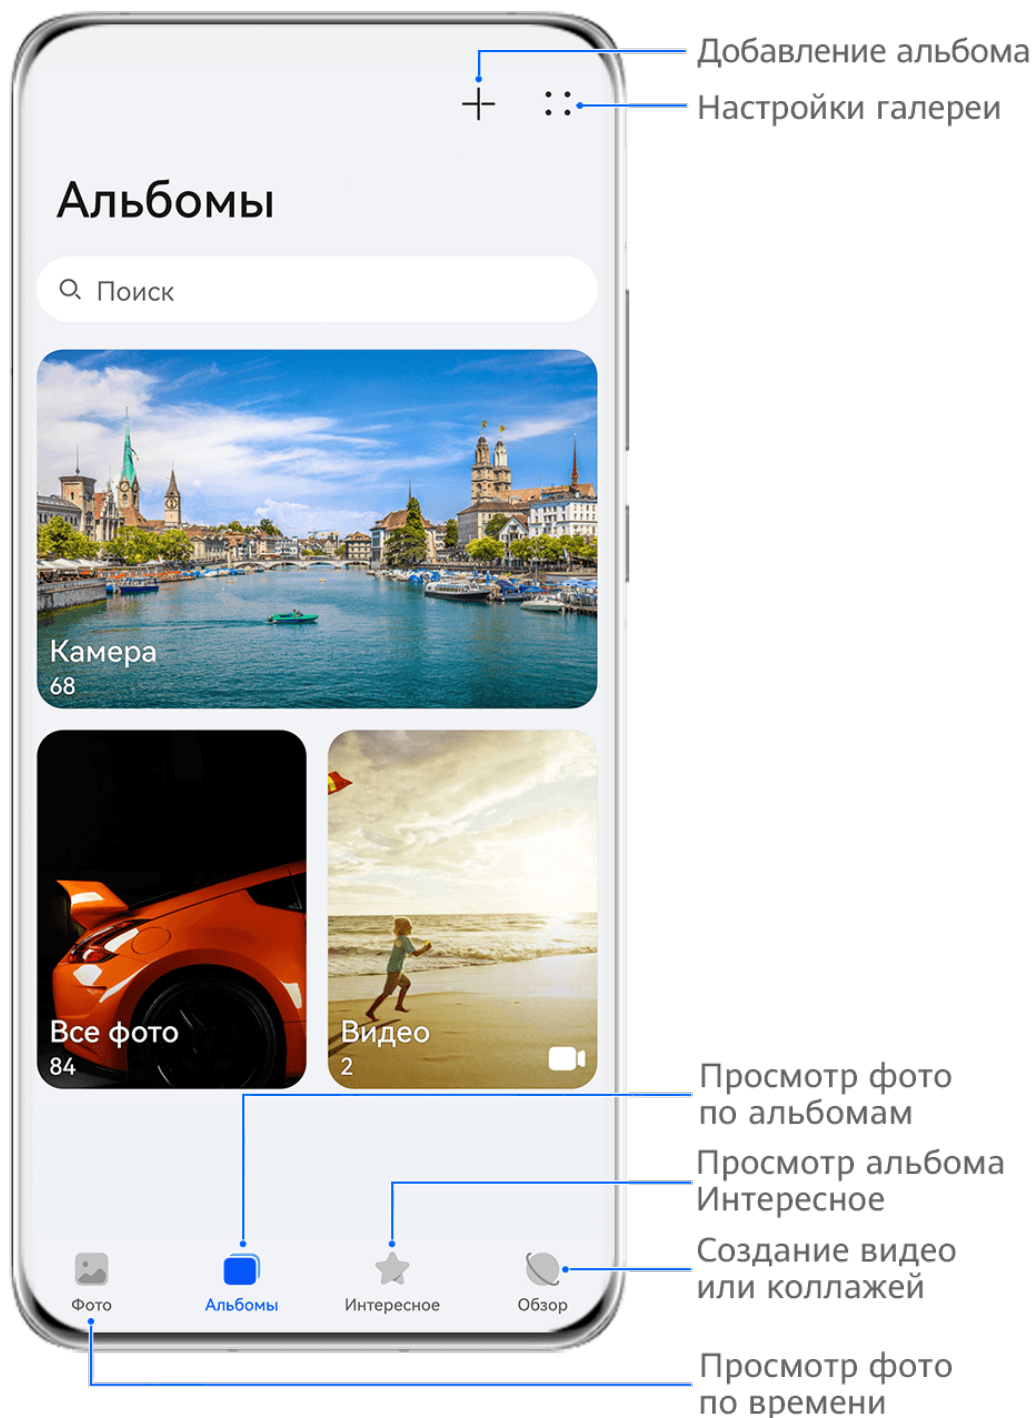 Добавление альбома
Настройки галереи
Альбомы
Поиск
Камера
68
Все фото
84
Видео
2
Просмотр фото
по альбомам
Просмотр альбома
Интересное
Создание видео
или коллажей
Фото
Альбомы
Интересное
Обзор
Просмотр фото
по времени